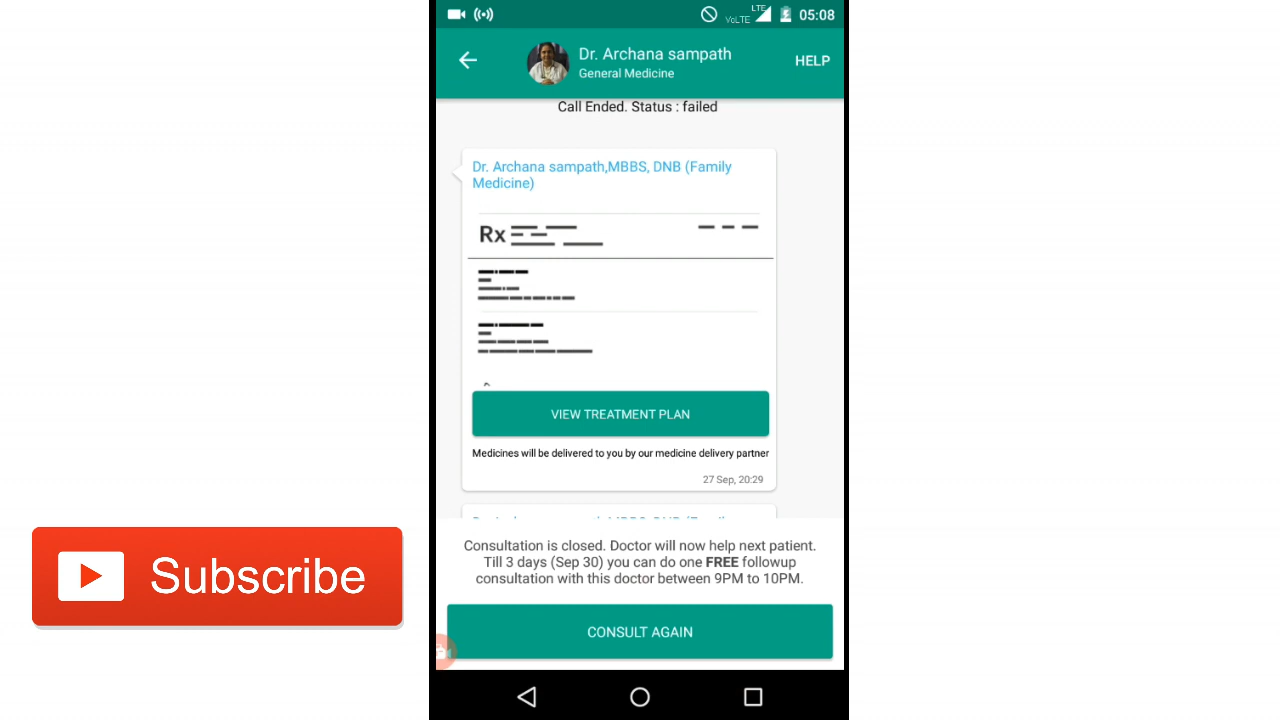 LTE
VoLTE
05:08
Dr. Archana sampath
General Medicine
HELP
Call Ended. Status : failed
Dr. Archana sampath,MBBS, DNB (Family
Medicine)
Rx
VIEW TREATMENT PLAN
Medicines will be delivered to you by our medicine delivery partner
27 Sep, 20:29
Consultation is closed. Doctor will now help next patient.
Till 3 days (Sep 30) you can do one FREE followup
consultation with this doctor between 9PM to 10PM.
CONSULT AGAIN
Subscribe